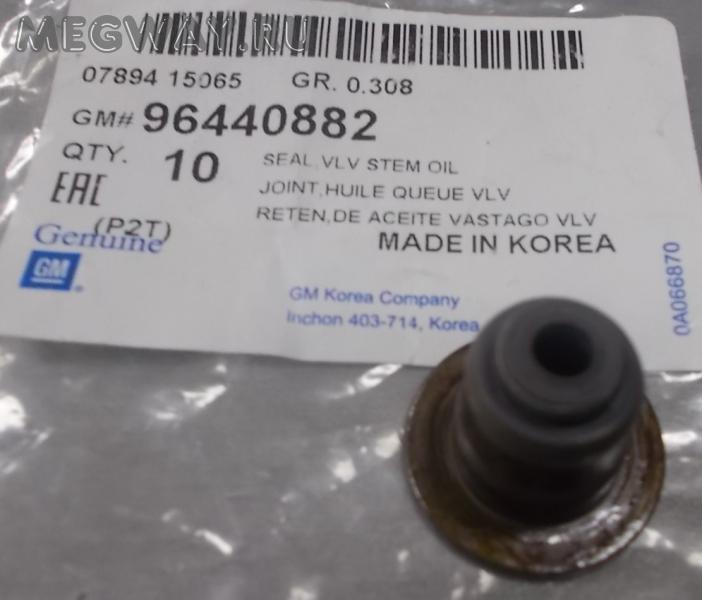 MEGWAY.RU
07894 15065 GR. 0.308
GM# 96440882
QTY. 10
SEAL,VLV STEM OIL
JOINT,HUILE QUEUE VLV
RETEN,DE ACEITE VASTAGO VLV
EAC
(P2T)
MADE IN KOREA
Genuine
GM
GM Korea Company
Inchon 403-714, Korea
0A066870